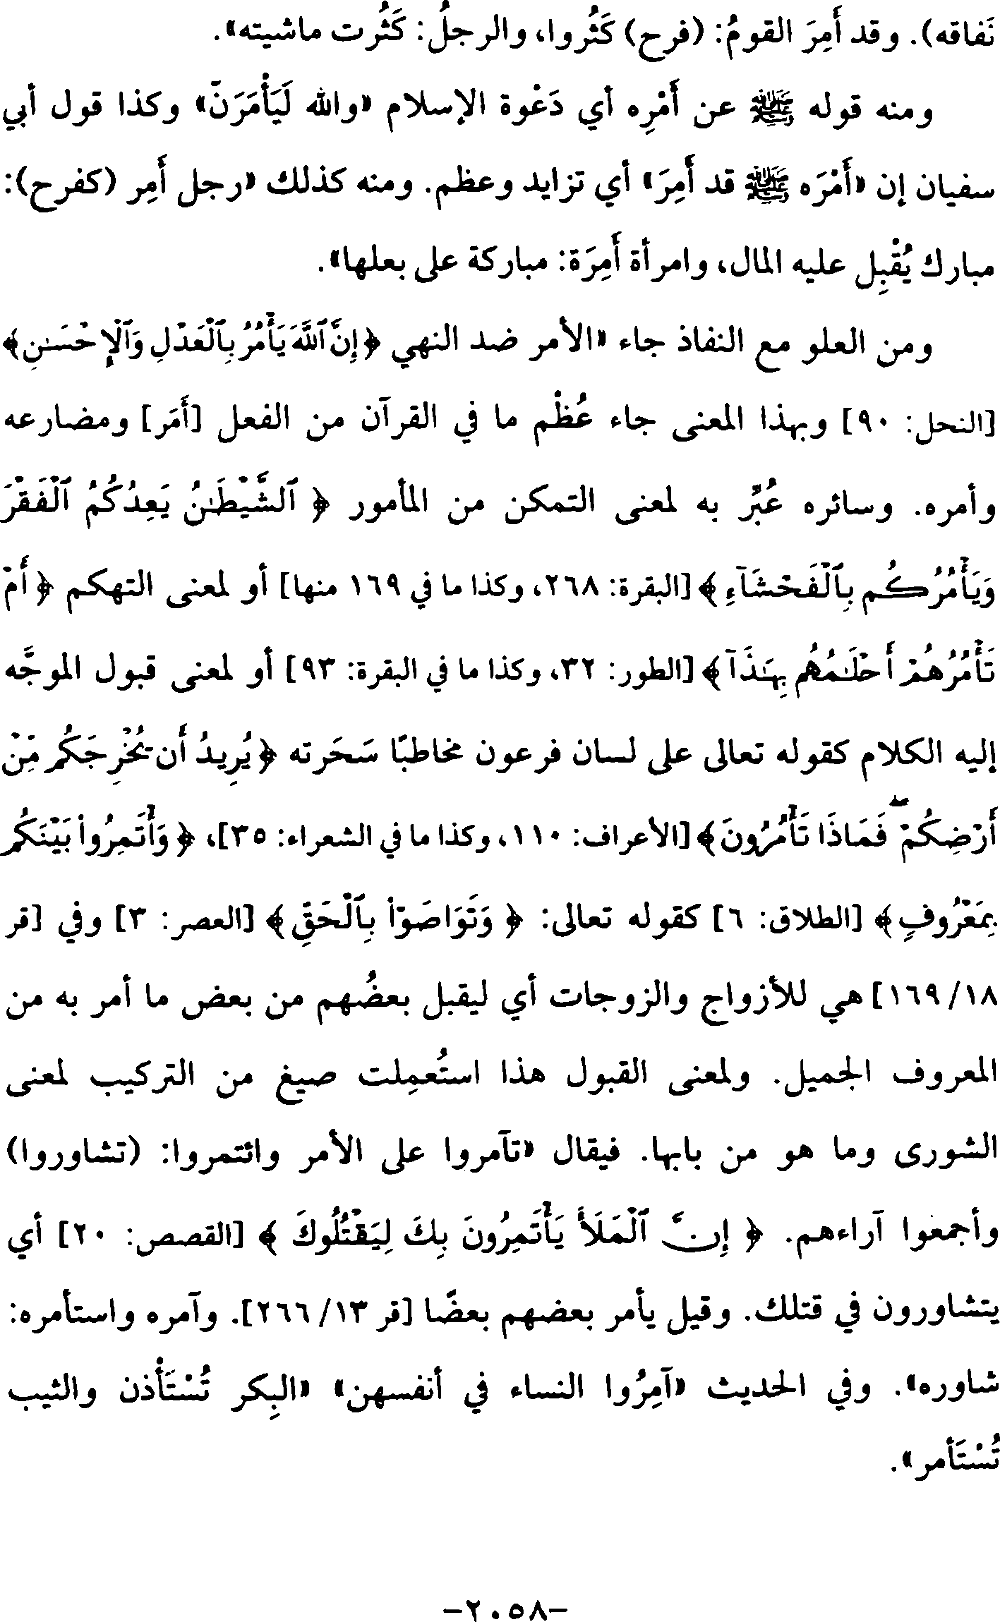 نَفاقه). وقد أَمِرَ القومُ: (فرح) كَثُروا، والرجلُ: كَثُرت ماشيته».
ومنه قوله ﷺ عن أَمْرِه أي دَعْوة الإسلام «والله لَيَأْمَرَنّ» وكذا قول أبي
سفيان إن «أَمْرَه ﷺ قد أَمِرَ» أي تزايد وعظم. ومنه كذلك «رجل أَمِر (كفرح):
مبارك يُقْبِل عليه المال، وامرأة أَمِرَة: مباركة على بعلها».
ومن العلو مع النفاذ جاء «الأمر ضد النهي ﴿إِنَّ ٱللَّهَ يَأْمُرُ بِٱلْعَدْلِ وَٱلْإِحْسَـٰنِ﴾
[النحل: ٩٠] وبهذا المعنى جاء عُظْم ما في القرآن من الفعل [أَمَر] ومضارعه
وأمره. وسائره عُبِّر به لمعنى التمكن من المأمور ﴿ٱلشَّيْطَـٰنُ يَعِدُكُمُ ٱلْفَقْرَ
وَيَأْمُرُكُم بِٱلْفَحْشَآءِ﴾ [البقرة: ٢٦٨، وكذا ما في ١٦٩ منها] أو لمعنى التهكم ﴿أَمْ
تَأْمُرُهُمْ أَحْلَـٰمُهُم بِهَـٰذَآ﴾ [الطور: ٣٢، وكذا ما في البقرة: ٩٣] أو لمعنى قبول الموجَّه
إليه الكلام كقوله تعالى على لسان فرعون مخاطبًا سَحَرته ﴿يُرِيدُ أَن يُخْرِجَكُم مِّنْ
أَرْضِكُمْ ۖ فَمَاذَا تَأْمُرُونَ﴾ [الأعراف: ١١٠، وكذا ما في الشعراء: ٣٥]، ﴿وَأْتَمِرُوا۟ بَيْنَكُم
بِمَعْرُوفٍ﴾ [الطلاق: ٦] كقوله تعالى: ﴿وَتَوَاصَوْا۟ بِٱلْحَقِّ﴾ [العصر: ٣] وفي [قر
١٦٩/١٨] هي للأزواج والزوجات أي ليقبل بعضُهم من بعض ما أمر به من
المعروف الجميل. ولمعنى القبول هذا استُعمِلت صيغ من التركيب لمعنى
الشورى وما هو من بابها. فيقال «تآمروا على الأمر وائتمروا: (تشاوروا)
وأجمعوا آراءهم. ﴿إِنَّ ٱلْمَلَأَ يَأْتَمِرُونَ بِكَ لِيَقْتُلُوكَ﴾ [القصص: ٢٠] أي
يتشاورون في قتلك. وقيل يأمر بعضهم بعضًا [قر ٢٦٦/١٣]. وآمره واستأمره:
شاوره». وفي الحديث «آمِرُوا النساء في أنفسهن» «البِكر تُسْتَأْذن والثيب
تُسْتَأمر».
-٢٠٥٨-